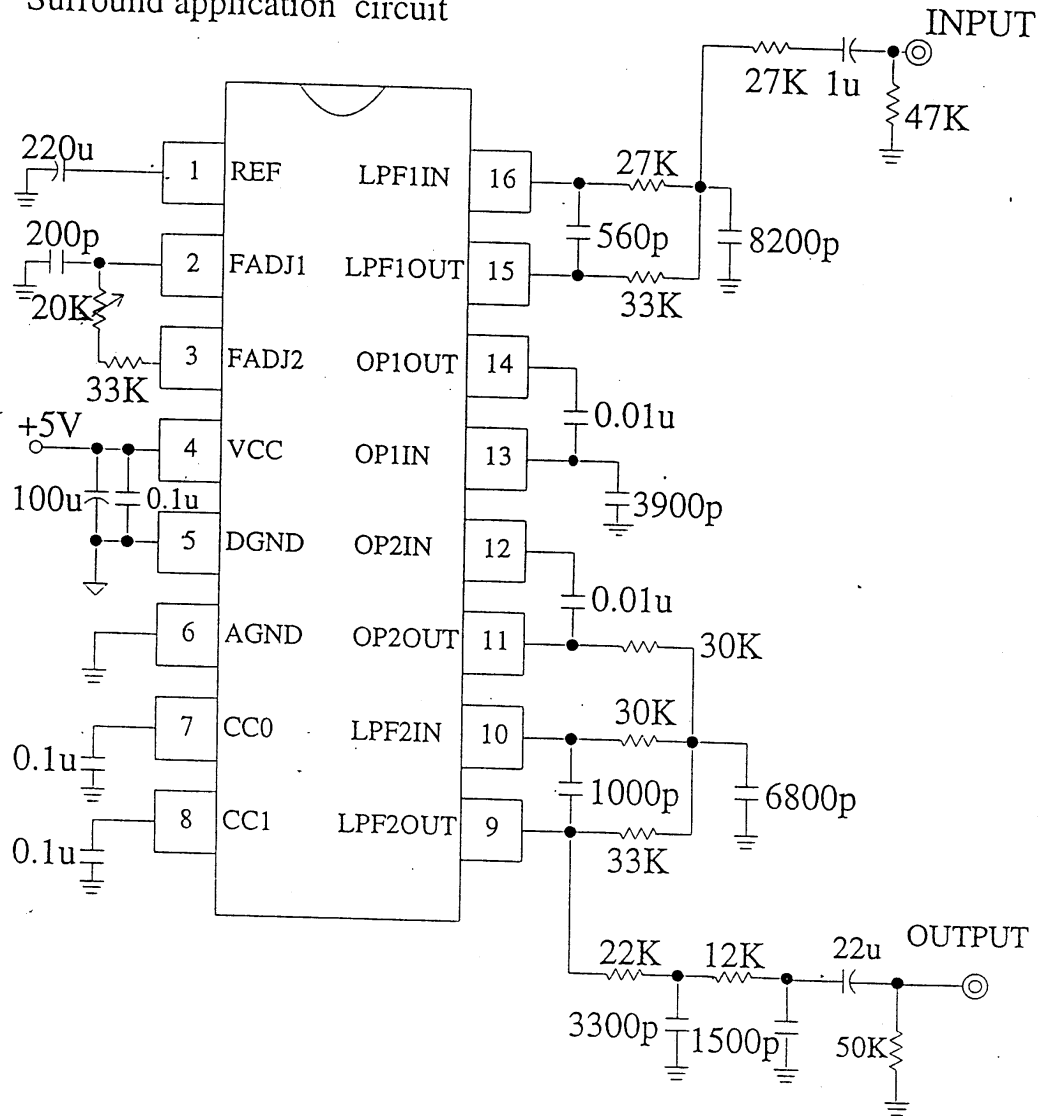 Surround application circuit
INPUT
27K 1u
47K
220u
1 REF
LPF1IN 16
27K
200p
560p
8200p
2 FADJ1
LPF1OUT 15
20K
33K
3 FADJ2
OP1OUT 14
33K
0.01u
+5V
4 VCC
OP1IN 13
100u
0.1u
3900p
5 DGND
OP2IN 12
0.01u
6 AGND
OP2OUT 11
30K
30K
7 CC0
LPF2IN 10
0.1u
1000p
6800p
8 CC1
LPF2OUT 9
0.1u
33K
22K
12K
22u
OUTPUT
3300p
1500p
50K